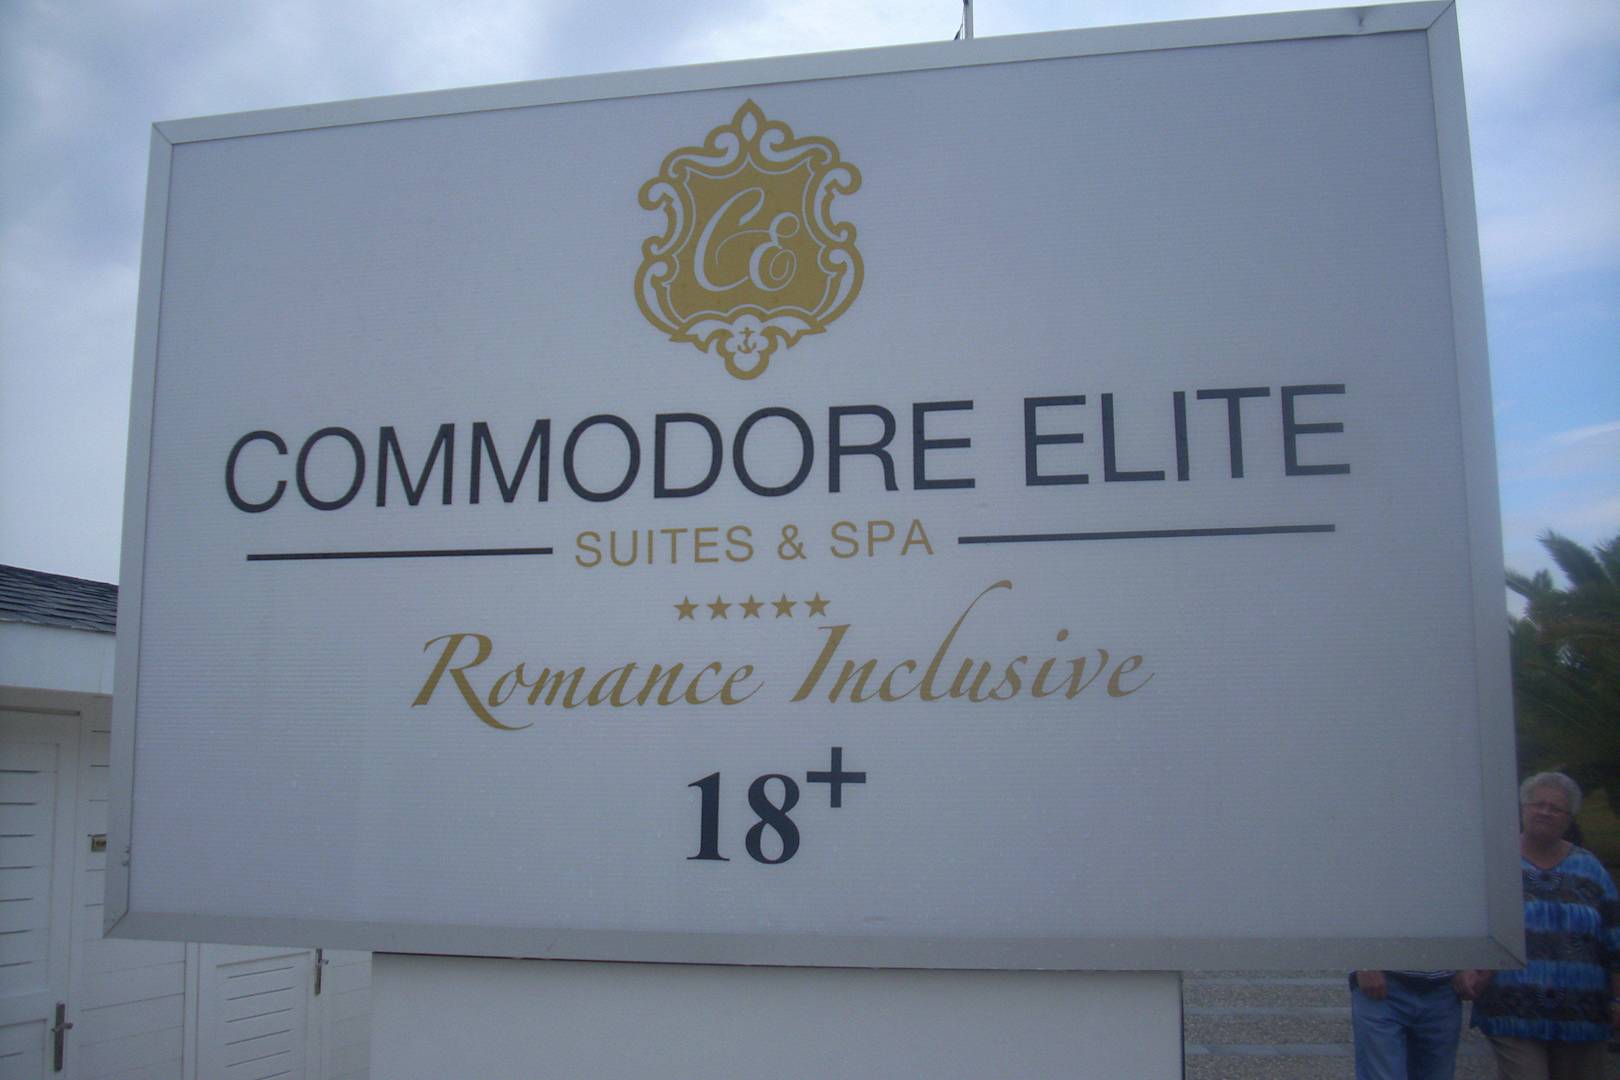 CE
COMMODORE ELITE
SUITES & SPA
Romance Inclusive
18+